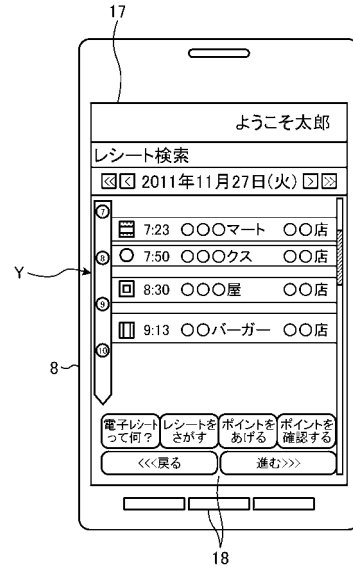 17
ようこそ太郎
レシート検索
≪ < 2011年11月27日(火) > ≫
7
7:23 ○○○マート ○○店
8
7:50 ○○○クス ○○店
8:30 ○○○屋 ○○店
9
9:13 ○○バーガー ○○店
10
Y
8
電子レシートって何? レシートをさがす ポイントをあげる ポイントを確認する
<<<戻る 進む>>>
18